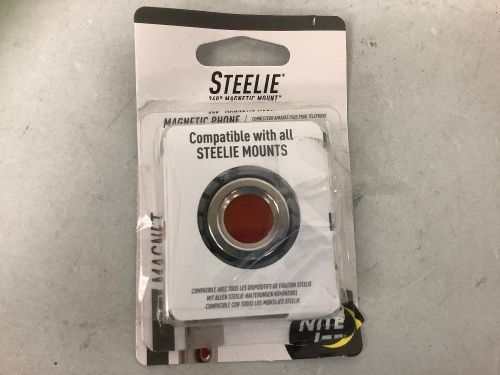 STEELIE®
360° MAGNETIC MOUNT
MAGNETIC PHONE
Compatible with all
STEELIE MOUNTS
MAGNET
COMPATIBLE AVEC TOUS LES DISPOSITIFS DE FIXATION STEELIE
MIT ALLEN STEELIE-HALTERUNGEN KOMPATIBEL
COMPATIBLE CON TODOS LOS MONTAJES STEELIE
NITE